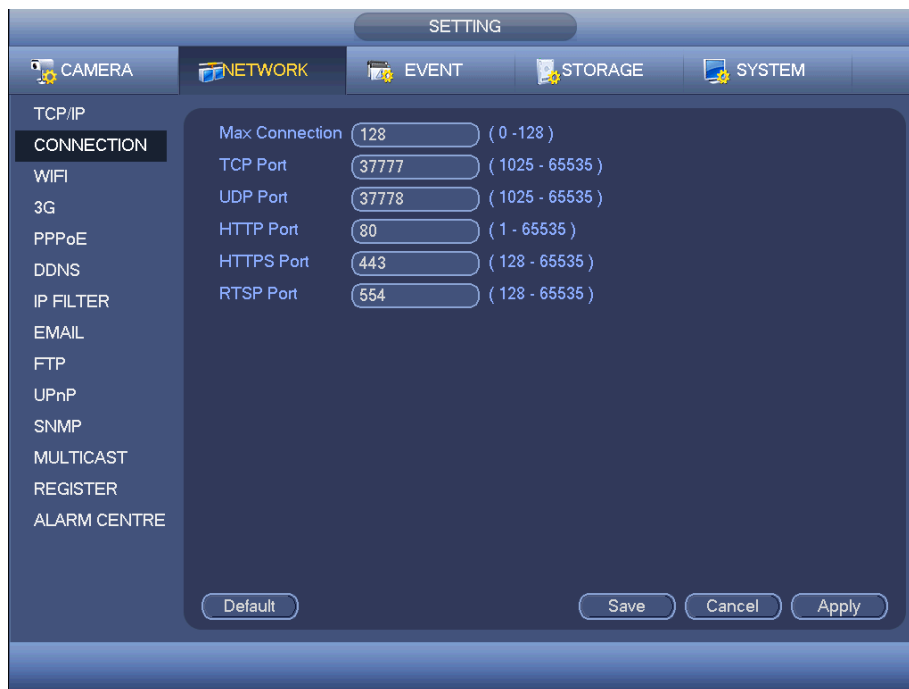 SETTING
CAMERA NETWORK EVENT STORAGE SYSTEM
TCP/IP
CONNECTION
WIFI
3G
PPPoE
DDNS
IP FILTER
EMAIL
FTP
UPnP
SNMP
MULTICAST
REGISTER
ALARM CENTRE
Max Connection 128 ( 0 -128 )
TCP Port 37777 ( 1025 - 65535 )
UDP Port 37778 ( 1025 - 65535 )
HTTP Port 80 ( 1 - 65535 )
HTTPS Port 443 ( 128 - 65535 )
RTSP Port 554 ( 128 - 65535 )
Default Save Cancel Apply